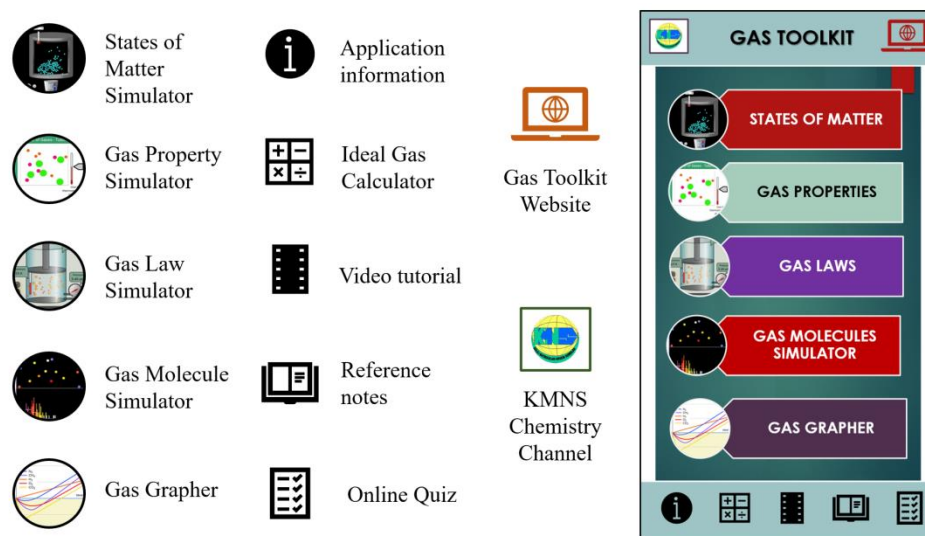 States of
Matter
Simulator
Gas Property
Simulator
Gas Law
Simulator
Gas Molecule
Simulator
Gas Grapher
Application
information
Ideal Gas
Calculator
Video tutorial
Reference
notes
Online Quiz
Gas Toolkit
Website
KMNS
Chemistry
Channel
GAS TOOLKIT
STATES OF MATTER
GAS PROPERTIES
GAS LAWS
GAS MOLECULES
SIMULATOR
GAS GRAPHER